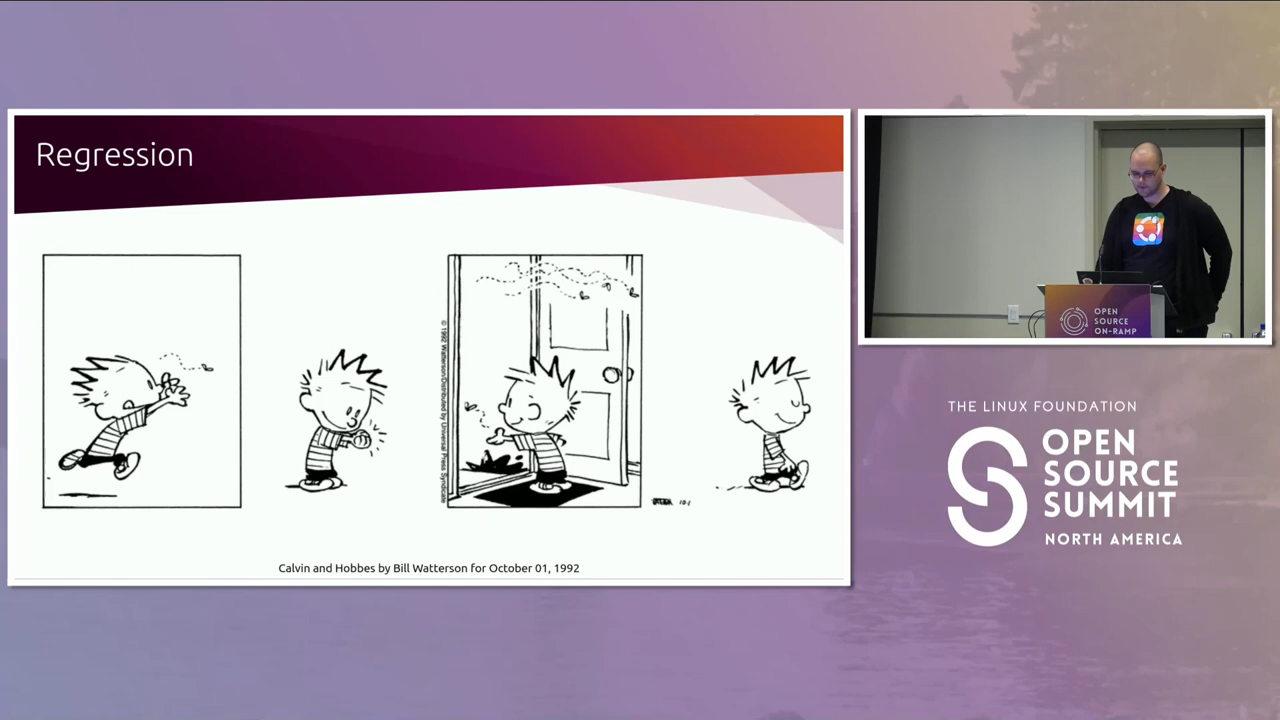 Regression
© 1992 Watterson/Distributed by Universal Press Syndicate
Calvin and Hobbes by Bill Watterson for October 01, 1992
OPEN
SOURCE
ON-RAMP
THE LINUX FOUNDATION
OPEN
SOURCE
SUMMIT
NORTH AMERICA